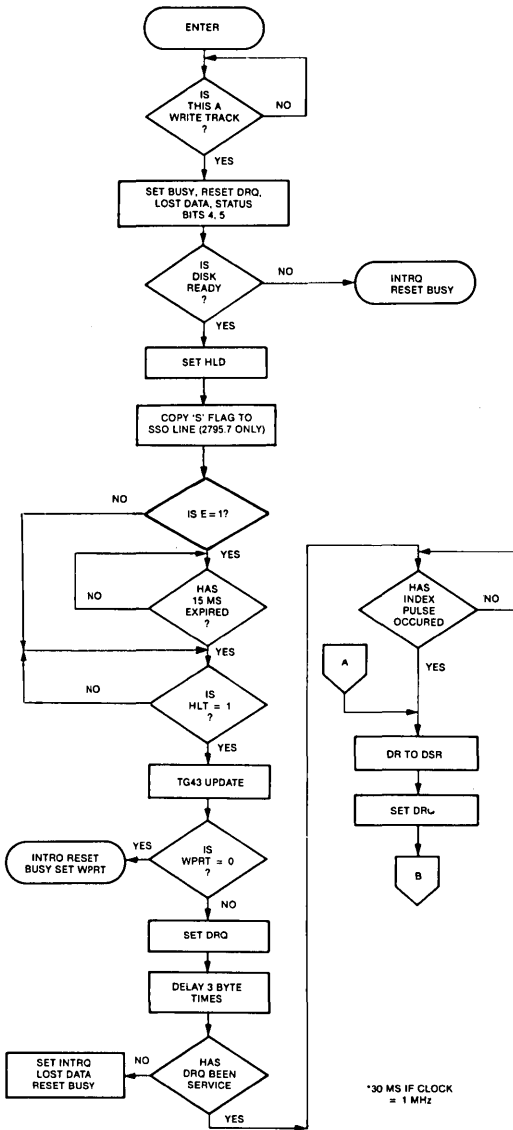 ENTER
IS
THIS A
WRITE TRACK
?
NO
YES
SET BUSY, RESET DRQ,
LOST DATA, STATUS
BITS 4, 5
IS
DISK
READY
?
NO
INTRQ
RESET BUSY
YES
SET HLD
COPY 'S' FLAG TO
SSO LINE (2795.7 ONLY)
NO
IS E = 1?
YES
NO
HAS
15 MS
EXPIRED
?
YES
NO
IS
HLT = 1
?
YES
TG43 UPDATE
INTRO RESET
BUSY SET WPRT
YES
IS
WPRT = 0
?
NO
SET DRQ
DELAY 3 BYTE
TIMES
SET INTRQ
LOST DATA
RESET BUSY
NO
HAS
DRQ BEEN
SERVICE
YES
HAS
INDEX
PULSE
OCCURED
NO
A
YES
DR TO DSR
SET DRQ
B
*30 MS IF CLOCK
= 1 MHz